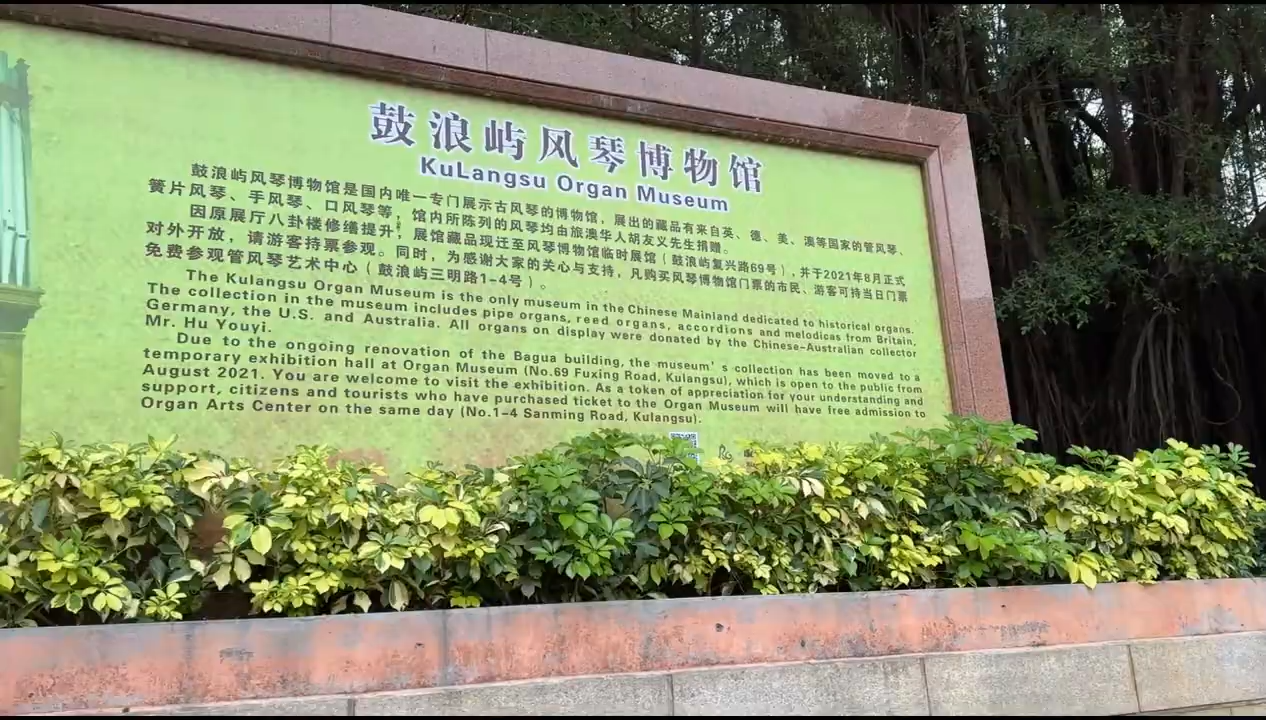 鼓浪屿风琴博物馆
KuLangsu Organ Museum
鼓浪屿风琴博物馆是国内唯一专门展示古风琴的博物馆，展出的藏品有来自英、德、美、澳等国家的管风琴、
簧片风琴、手风琴、口风琴等，馆内所陈列的风琴均由旅澳华人胡友义先生捐赠。
因原展厅八卦楼修缮提升，展馆藏品现迁至风琴博物馆临时展馆（鼓浪屿复兴路69号），并于2021年8月正式
对外开放，请游客持票参观。同时，为感谢大家的关心与支持，凡购买风琴博物馆门票的市民、游客可持当日门票
免费参观管风琴艺术中心（鼓浪屿三明路1-4号）。
The Kulangsu Organ Museum is the only museum in the Chinese Mainland dedicated to historical organs.
The collection in the museum includes pipe organs, reed organs, accordions and melodicas from Britain,
Germany, the U.S. and Australia. All organs on display were donated by the Chinese-Australian collector
Mr. Hu Youyi.
Due to the ongoing renovation of the Bagua building, the museum's collection has been moved to a
temporary exhibition hall at Organ Museum (No.69 Fuxing Road, Kulangsu), which is open to the public from
August 2021. You are welcome to visit the exhibition. As a token of appreciation for your understanding and
support, citizens and tourists who have purchased ticket to the Organ Museum will have free admission to
Organ Arts Center on the same day (No.1-4 Sanming Road, Kulangsu).